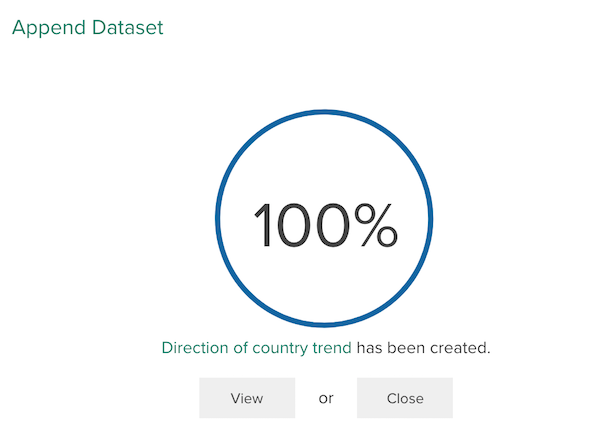 Append Dataset
100%
Direction of country trend has been created.
View or Close